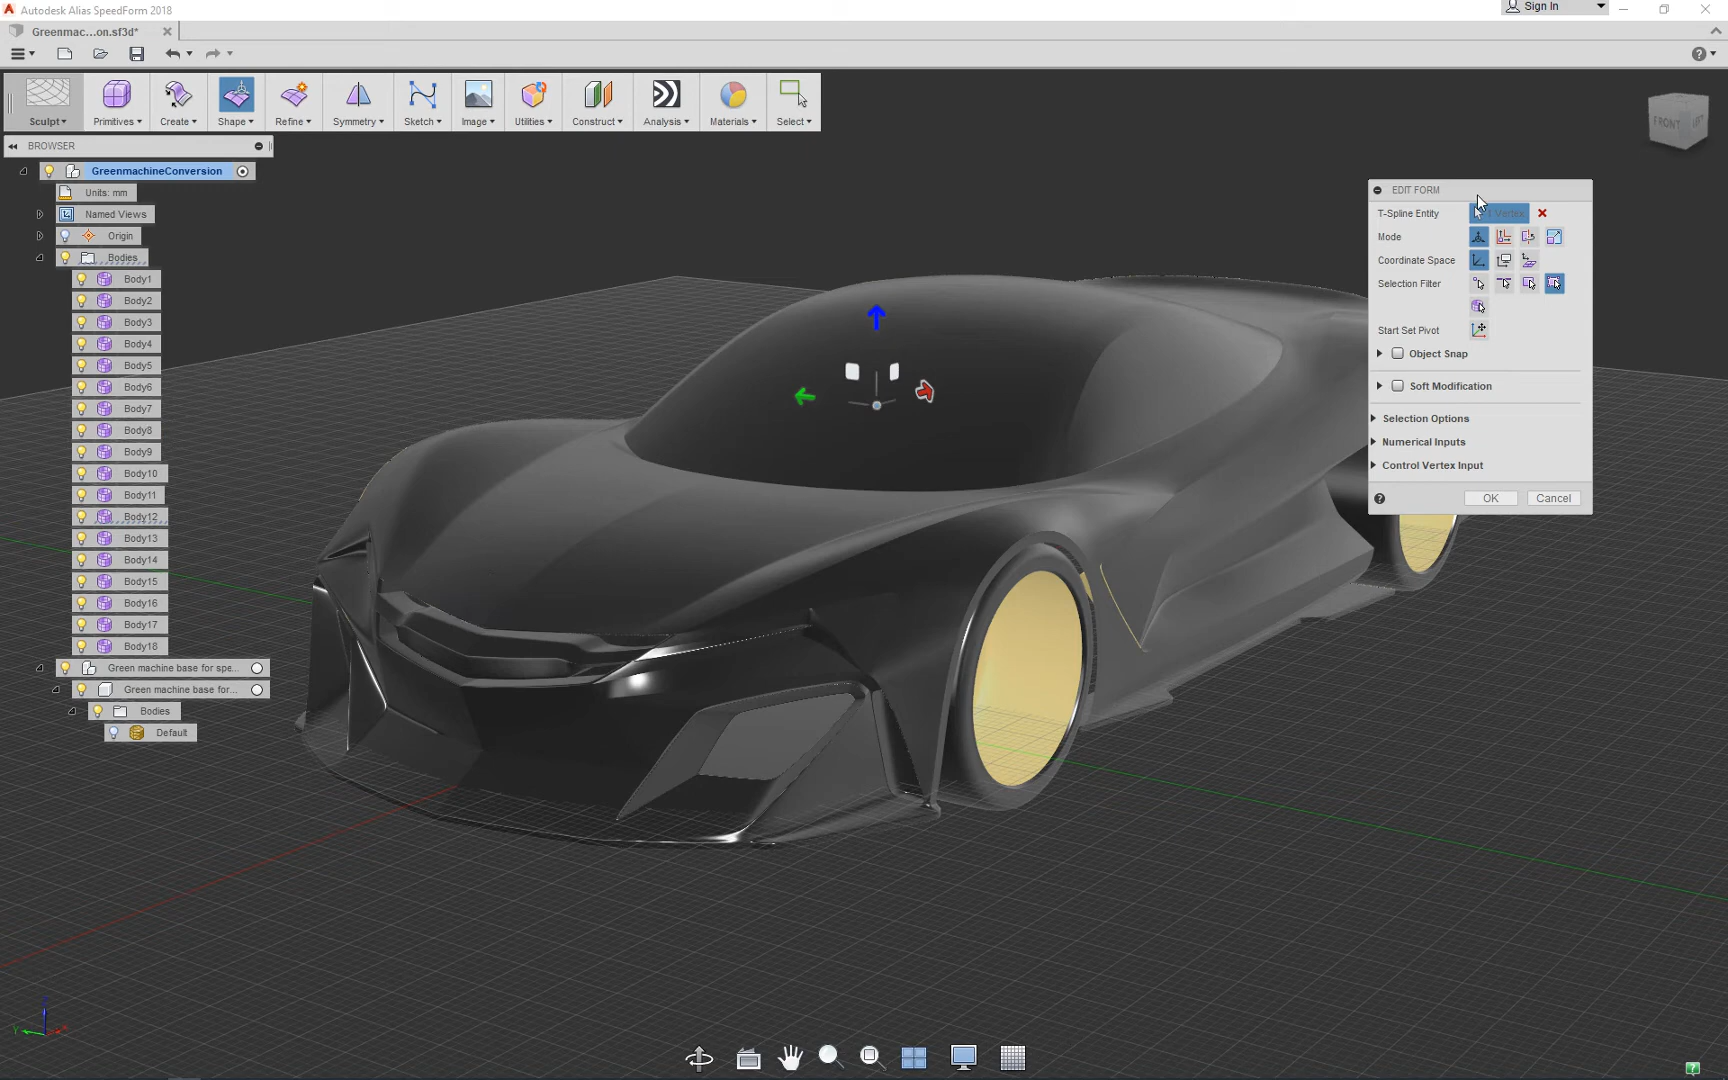 Autodesk Alias SpeedForm 2018
Sign In
Greenmac...on.sf3d*
Sculpt
Primitives
Create
Shape
Refine
Symmetry
Sketch
Image
Utilities
Construct
Analysis
Materials
Select
BROWSER
GreenmachineConversion
Units: mm
Named Views
Origin
Bodies
Body1
Body2
Body3
Body4
Body5
Body6
Body7
Body8
Body9
Body10
Body11
Body12
Body13
Body14
Body15
Body16
Body17
Body18
Green machine base for spe...
Green machine base for...
Bodies
Default
FRONT
EDIT FORM
T-Spline Entity
Vertex
Mode
Coordinate Space
Selection Filter
Start Set Pivot
Object Snap
Soft Modification
Selection Options
Numerical Inputs
Control Vertex Input
OK
Cancel